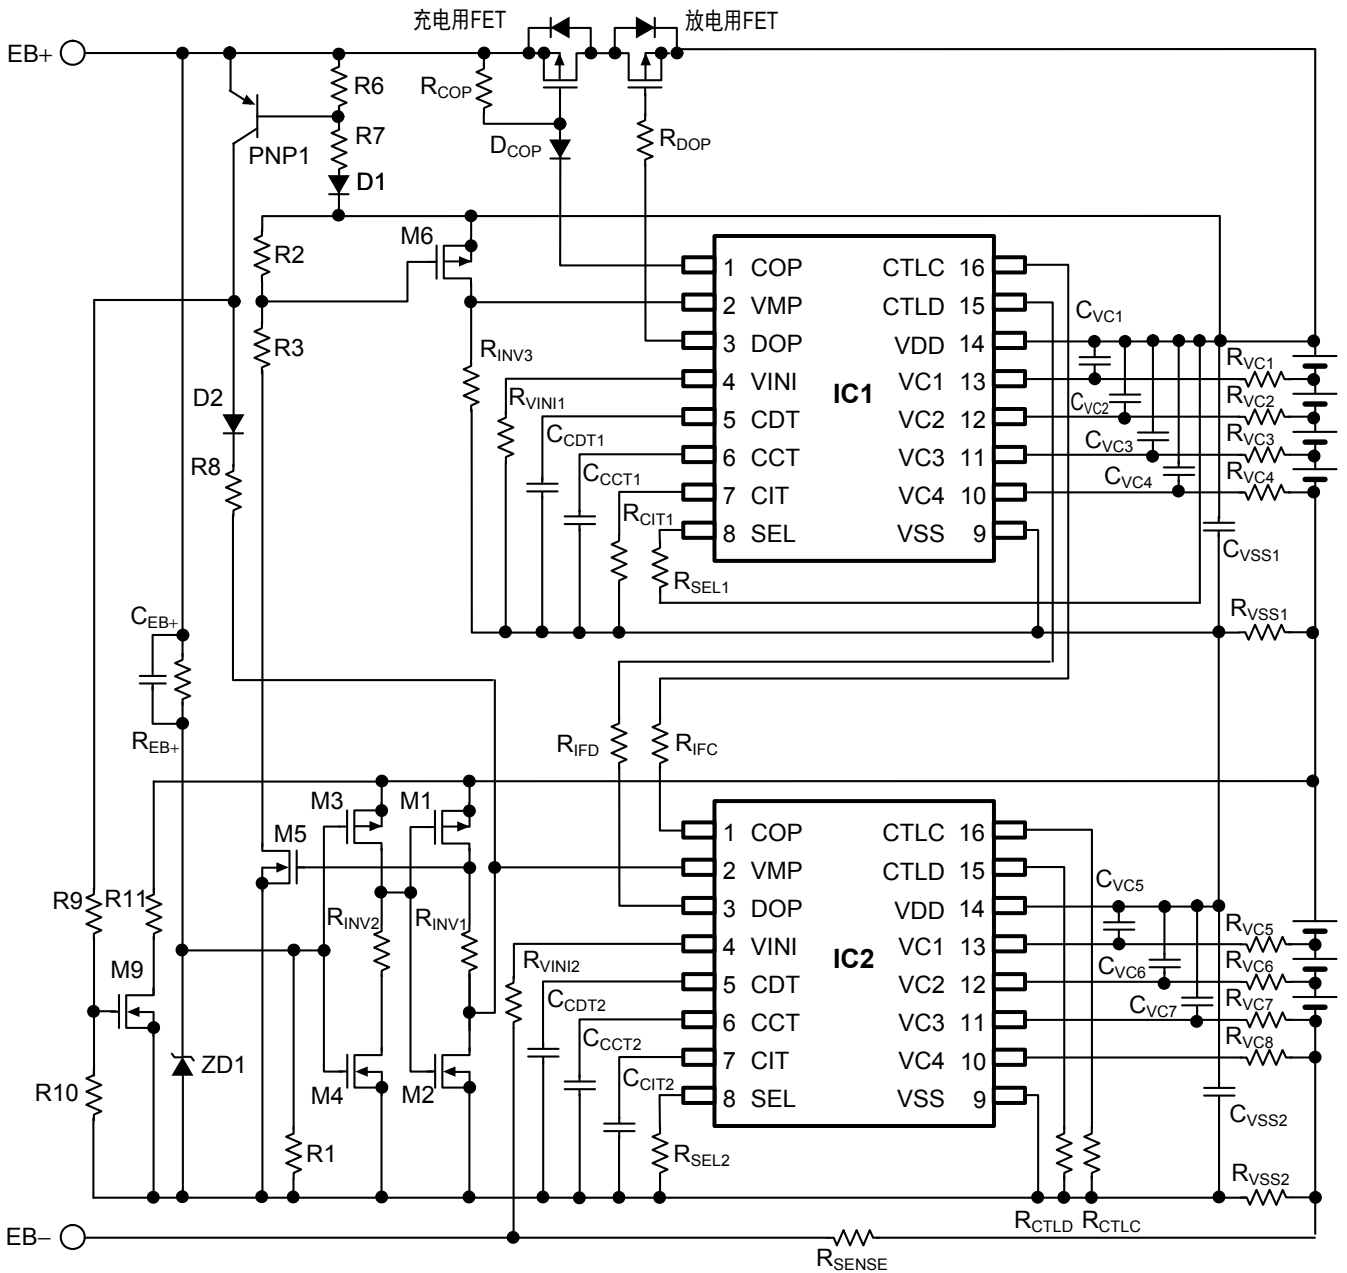 充电用FET 放电用FET
EB+
R6
RCOP
R7
DCOP
RDOP
PNP1
D1
M6
R2
1 COP CTLC 16
2 VMP CTLD 15
CVC1
3 DOP VDD 14
R3
RINV3
RVC1
4 VINI VC1 13
RVINI1
IC1
CVC2
RVC2
D2
5 CDT VC2 12
CCDT1
CVC3
RVC3
6 CCT VC3 11
R8
CCCT1
CVC4
RVC4
7 CIT VC4 10
RCIT1
8 SEL VSS 9
CVSS1
RSEL1
CEB+
RVSS1
REB+
RIFD
RIFC
M3
M1
M5
1 COP CTLC 16
2 VMP CTLD 15
CVC5
R9
R11
3 DOP VDD 14
RINV2
RINV1
RVC5
4 VINI VC1 13
IC2
RVINI2
M9
CVC6
RVC6
5 CDT VC2 12
CCDT2
CVC7
RVC7
6 CCT VC3 11
CCCT2
RVC8
ZD1
7 CIT VC4 10
CCIT2
R10
M4
M2
8 SEL VSS 9
CVSS2
R1
RSEL2
RVSS2
RCTLD RCTLC
EB−
RSENSE